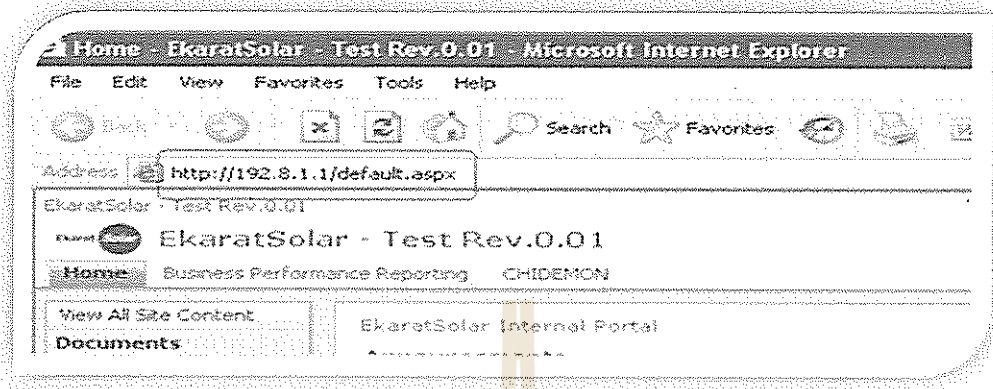 Home - EkaratSolar - Test Rev.0.01 - Microsoft Internet Explorer
File Edit View Favorites Tools Help
Back Search Favorites
Address http://192.8.1.1/default.aspx
EkaratSolar - Test Rev.0.01
EkaratSolar - Test Rev.0.01
Home Business Performance Reporting CHIDEMON
View All Site Content
EkaratSolar Internal Portal
Documents